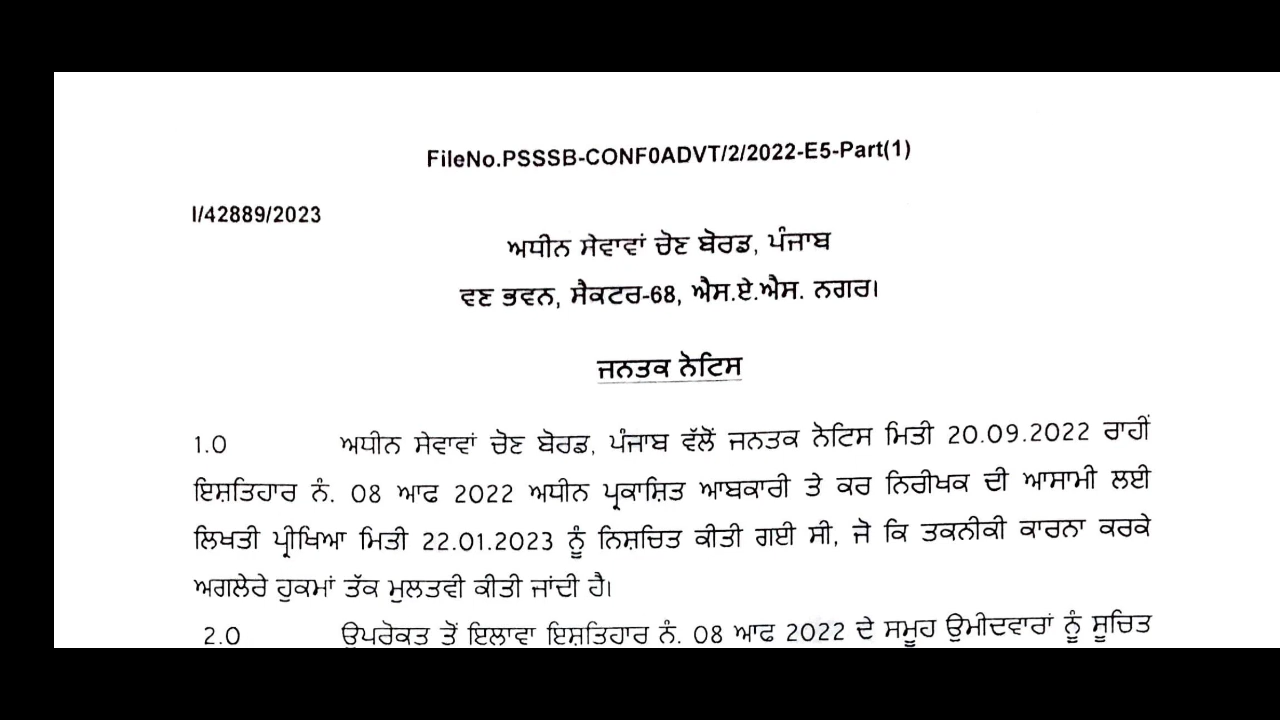 FileNo.PSSSB-CONF0ADVT/2/2022-E5-Part(1)
I/42889/2023
ਅਧੀਨ ਸੇਵਾਵਾਂ ਚੋਣ ਬੋਰਡ, ਪੰਜਾਬ
ਵਣ ਭਵਨ, ਸੈਕਟਰ-68, ਐਸ.ਏ.ਐਸ. ਨਗਰ।
ਜਨਤਕ ਨੋਟਿਸ
1.0 ਅਧੀਨ ਸੇਵਾਵਾਂ ਚੋਣ ਬੋਰਡ, ਪੰਜਾਬ ਵੱਲੋਂ ਜਨਤਕ ਨੋਟਿਸ ਮਿਤੀ 20.09.2022 ਰਾਹੀਂ
ਇਸ਼ਤਿਹਾਰ ਨੰ. 08 ਆਫ 2022 ਅਧੀਨ ਪ੍ਰਕਾਸ਼ਿਤ ਆਬਕਾਰੀ ਤੇ ਕਰ ਨਿਰੀਖਕ ਦੀ ਆਸਾਮੀ ਲਈ
ਲਿਖਤੀ ਪ੍ਰੀਖਿਆ ਮਿਤੀ 22.01.2023 ਨੂੰ ਨਿਸ਼ਚਿਤ ਕੀਤੀ ਗਈ ਸੀ, ਜੋ ਕਿ ਤਕਨੀਕੀ ਕਾਰਨਾ ਕਰਕੇ
ਅਗਲੇਰੇ ਹੁਕਮਾਂ ਤੱਕ ਮੁਲਤਵੀ ਕੀਤੀ ਜਾਂਦੀ ਹੈ।
2.0 ਉਪਰੋਕਤ ਤੋਂ ਇਲਾਵਾ ਇਸ਼ਤਿਹਾਰ ਨੰ. 08 ਆਫ 2022 ਦੇ ਸਮੂਹ ਉਮੀਦਵਾਰਾਂ ਨੂੰ ਸੂਚਿਤ